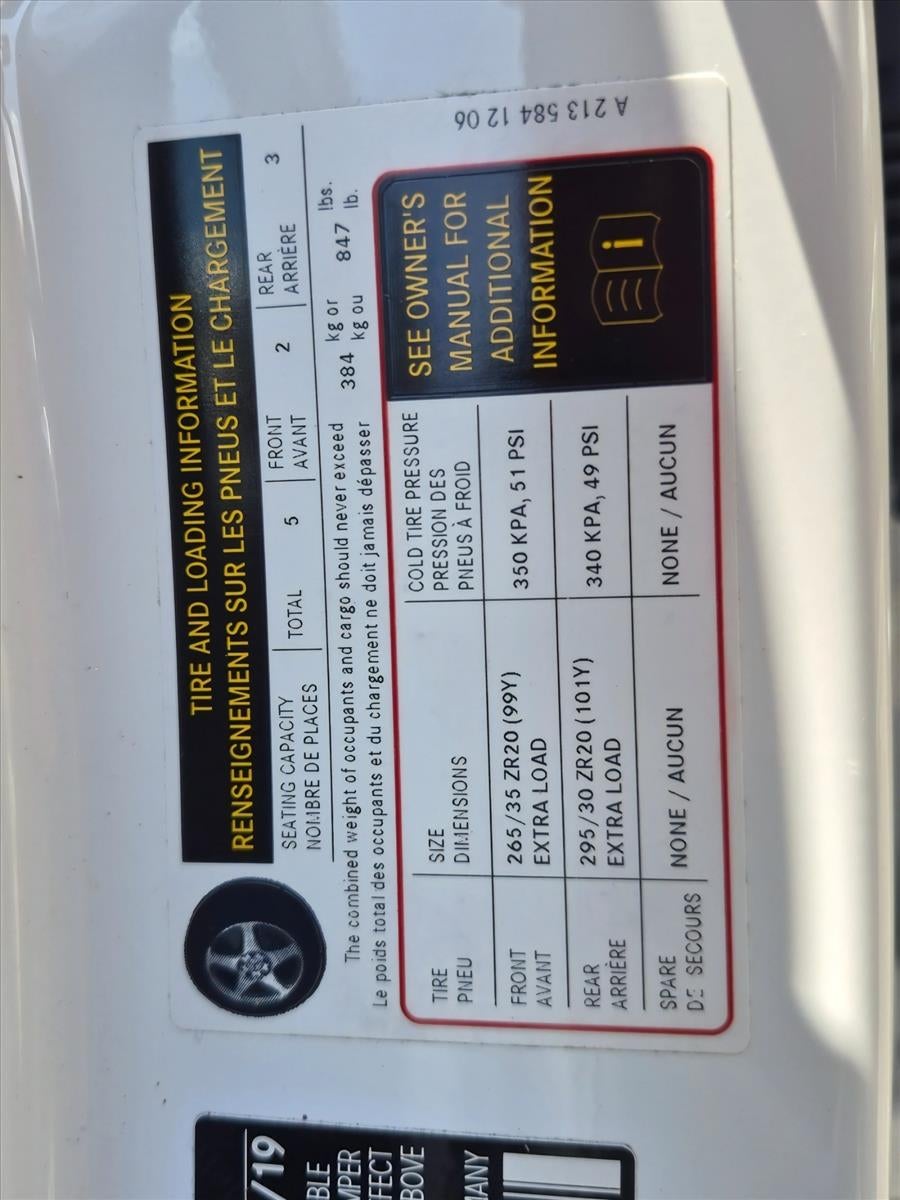 TIRE AND LOADING INFORMATION
RENSEIGNEMENTS SUR LES PNEUS ET LE CHARGEMENT
SEATING CAPACITY TOTAL 5 FRONT 2 REAR 3
NOMBRE DE PLACES AVANT ARRIÈRE
The combined weight of occupants and cargo should never exceed 384 kg or 847 lbs.
Le poids total des occupants et du chargement ne doit jamais dépasser kg ou lb.
TIRE SIZE COLD TIRE PRESSURE
PNEU DIMENSIONS PRESSION DES
PNEUS À FROID
FRONT 265/35 ZR20 (99Y) 350 KPA, 51 PSI
AVANT EXTRA LOAD
REAR 295/30 ZR20 (101Y) 340 KPA, 49 PSI
ARRIÈRE EXTRA LOAD
SPARE NONE / AUCUN NONE / AUCUN
DE SECOURS
SEE OWNER'S
MANUAL FOR
ADDITIONAL
INFORMATION
i
A 213 584 12 06
/19
BLE
MPER
FFECT
BOVE
MANY